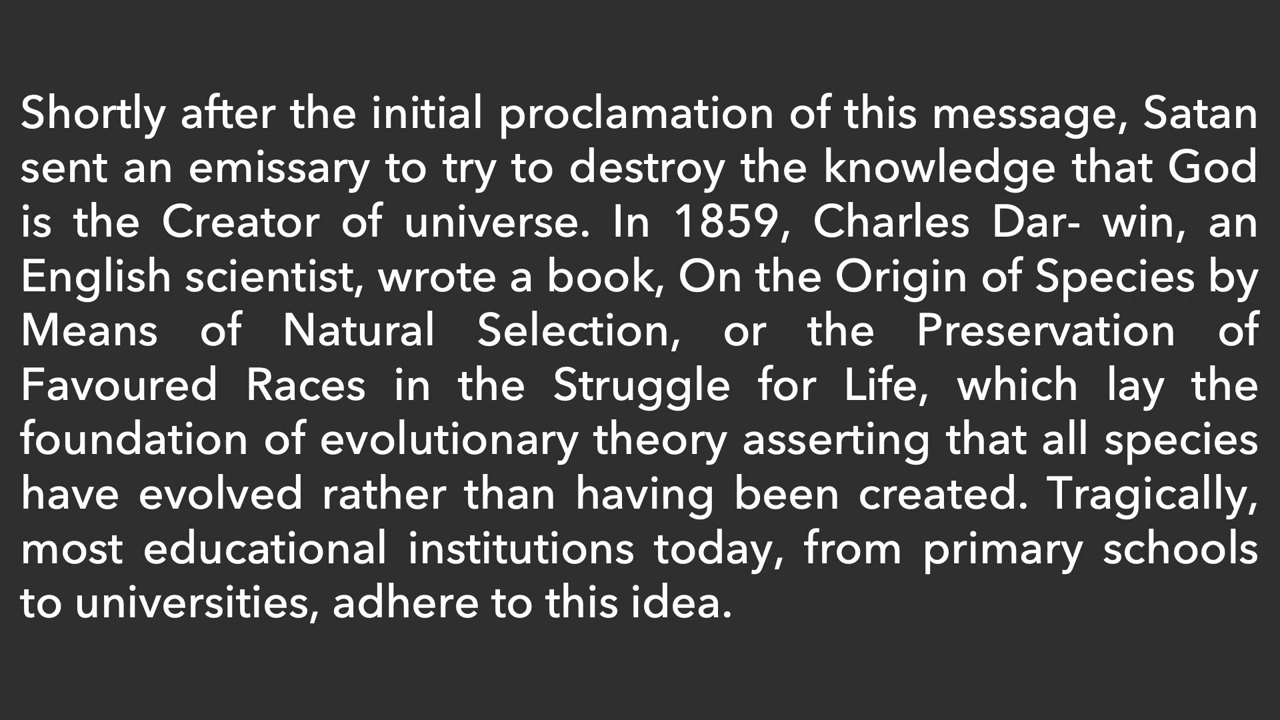 Shortly after the initial proclamation of this message, Satan
sent an emissary to try to destroy the knowledge that God
is the Creator of universe. In 1859, Charles Dar- win, an
English scientist, wrote a book, On the Origin of Species by
Means of Natural Selection, or the Preservation of
Favoured Races in the Struggle for Life, which lay the
foundation of evolutionary theory asserting that all species
have evolved rather than having been created. Tragically,
most educational institutions today, from primary schools
to universities, adhere to this idea.